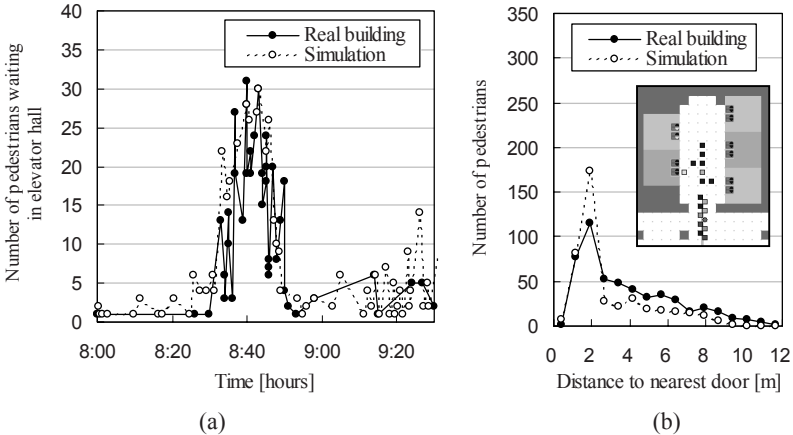 (a)
40
35
30
25
20
15
10
5
0
Number of pedestrians waiting
in elevator hall
Real building
Simulation
8:00
8:20
8:40
9:00
9:20
Time [hours]
(a)
(b)
350
300
250
200
150
100
50
0
Number of pedestrians
Real building
Simulation
0
2
4
6
8
10
12
Distance to nearest door [m]
(b)